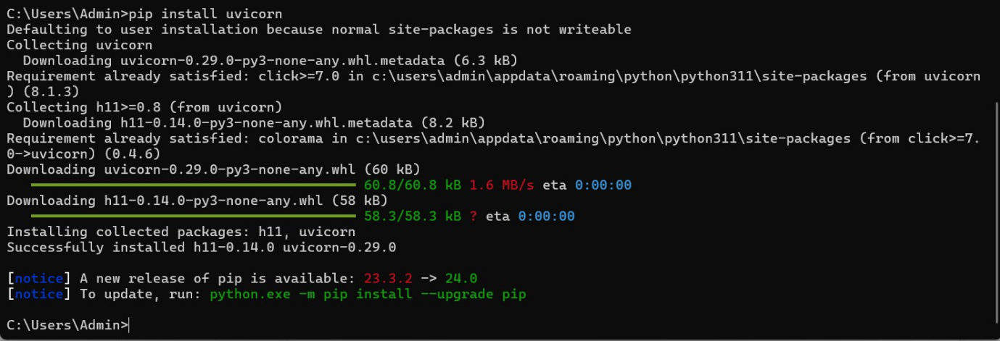 C:\Users\Admin>pip install uvicorn
Defaulting to user installation because normal site-packages is not writeable
Collecting uvicorn
  Downloading uvicorn-0.29.0-py3-none-any.whl.metadata (6.3 kB)
Requirement already satisfied: click>=7.0 in c:\users\admin\appdata\roaming\python\python311\site-packages (from uvicorn
) (8.1.3)
Collecting h11>=0.8 (from uvicorn)
  Downloading h11-0.14.0-py3-none-any.whl.metadata (8.2 kB)
Requirement already satisfied: colorama in c:\users\admin\appdata\roaming\python\python311\site-packages (from click>=7.
0->uvicorn) (0.4.6)
Downloading uvicorn-0.29.0-py3-none-any.whl (60 kB)
60.8/60.8 kB 1.6 MB/s eta 0:00:00
Downloading h11-0.14.0-py3-none-any.whl (58 kB)
58.3/58.3 kB ? eta 0:00:00
Installing collected packages: h11, uvicorn
Successfully installed h11-0.14.0 uvicorn-0.29.0
[notice] A new release of pip is available: 23.3.2 -> 24.0
[notice] To update, run: python.exe -m pip install --upgrade pip
C:\Users\Admin>